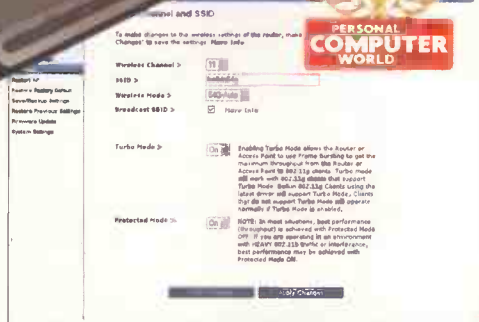 Channel and SSID
To make changes to the wireless settings of the router, make
Changes" to save the settings. More Info
PERSONAL
COMPUTER
WORLD
Wireless Channel >
11
SSID >
Wireless Mode >
Broadcast SSID >
More Info
Restart AP
Restore Factory Default
Save/Backup Settings
Restore Previous Settings
Firmware Update
System Settings
Turbo Mode >
On
Enabling Turbo Mode allows the Router or
Access Point to use Frame Bursting to get the
maximum throughput from the Router or
Access Point to 802.11g clients. Turbo mode
will work with 802.11g clients that support
Turbo Mode. Belkin 802.11g Clients using the
latest driver will support Turbo Mode. Clients
that do not support Turbo Mode will operate
normally if Turbo Mode is enabled.
Protected Mode >
On
NOTE: In most situations, best performance
(throughput) is achieved with Protected Mode
OFF. If you are operating in an environment
with HEAVY 802.11b traffic or interference,
best performance may be achieved with
Protected Mode ON.
Apply Changes